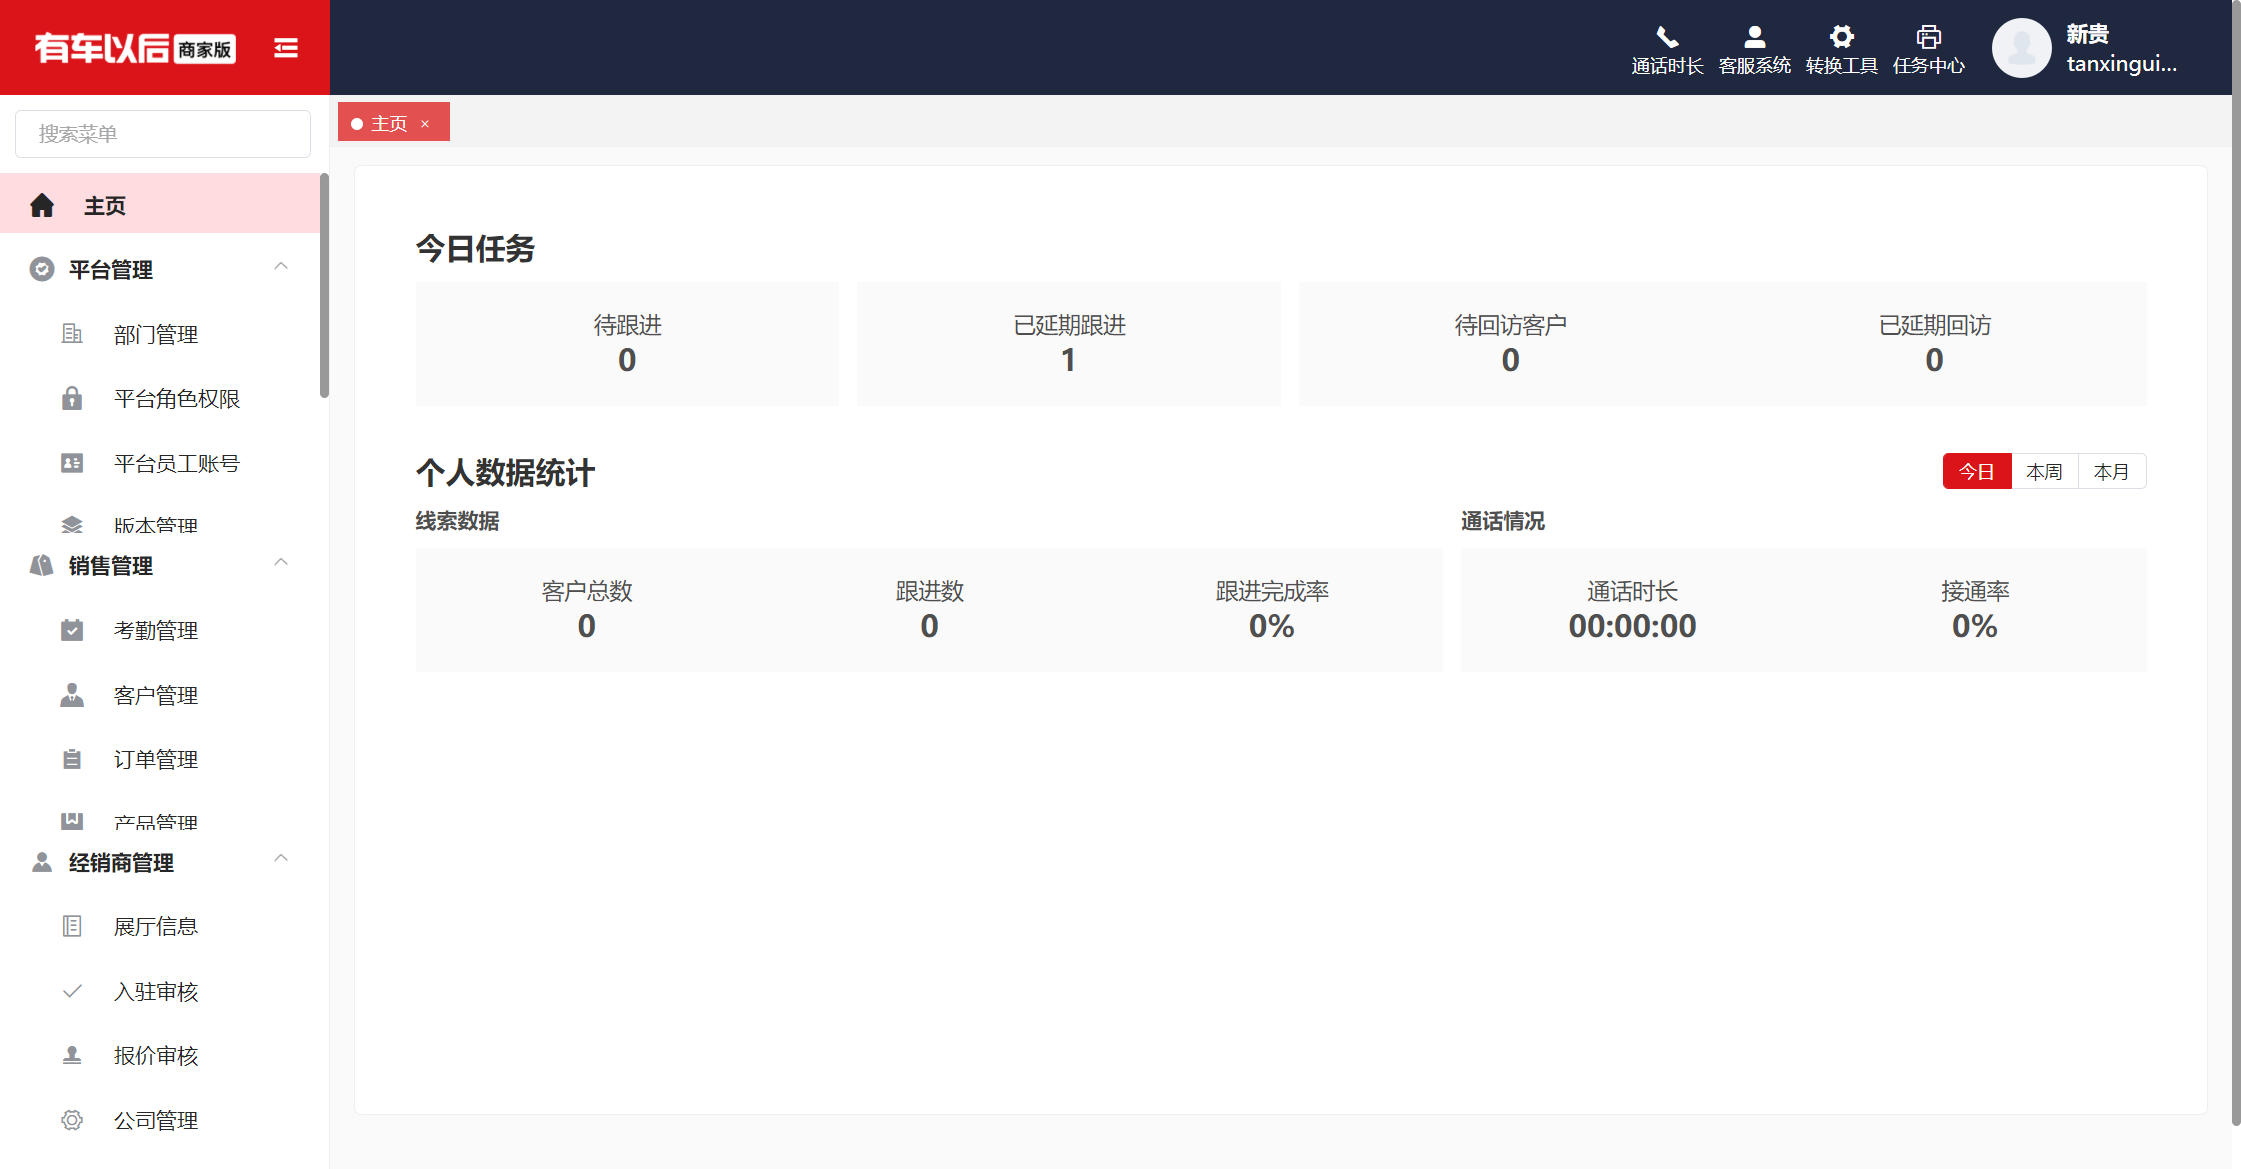 有车以后 商家版
通话时长
客服系统
转换工具
任务中心
新贵
tanxingui...
搜索菜单
主页 ×
主页
平台管理
部门管理
平台角色权限
平台员工账号
版本管理
销售管理
考勤管理
客户管理
订单管理
产品管理
经销商管理
展厅信息
入驻审核
报价审核
公司管理
今日任务
待跟进
0
已延期跟进
1
待回访客户
0
已延期回访
0
个人数据统计
今日 本周 本月
线索数据
客户总数
0
跟进数
0
跟进完成率
0%
通话情况
通话时长
00:00:00
接通率
0%